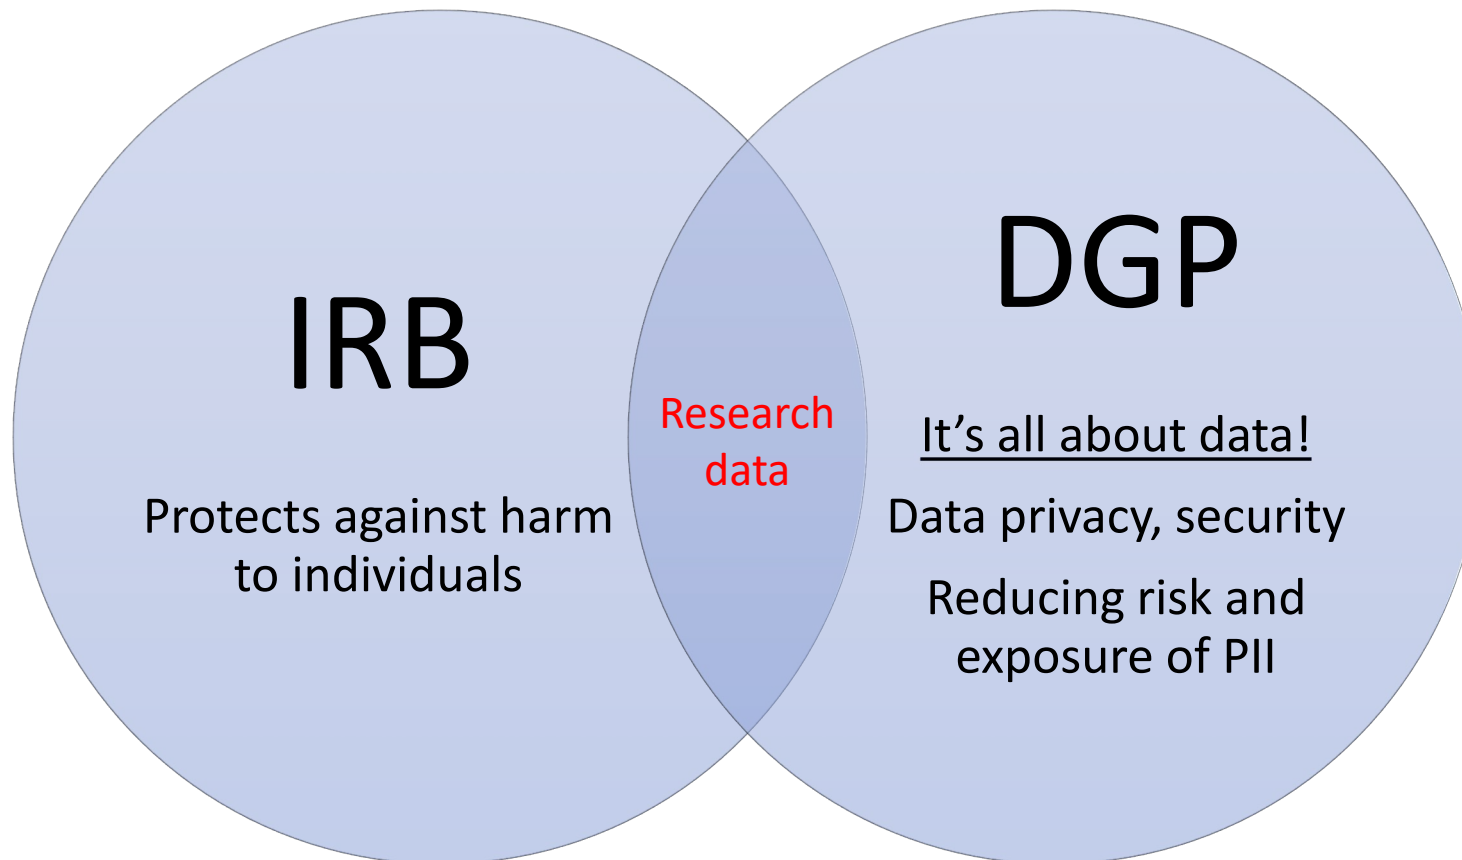 IRB
Protects against harm
to individuals
Research
data
DGP
It’s all about data!
Data privacy, security
Reducing risk and
exposure of PII